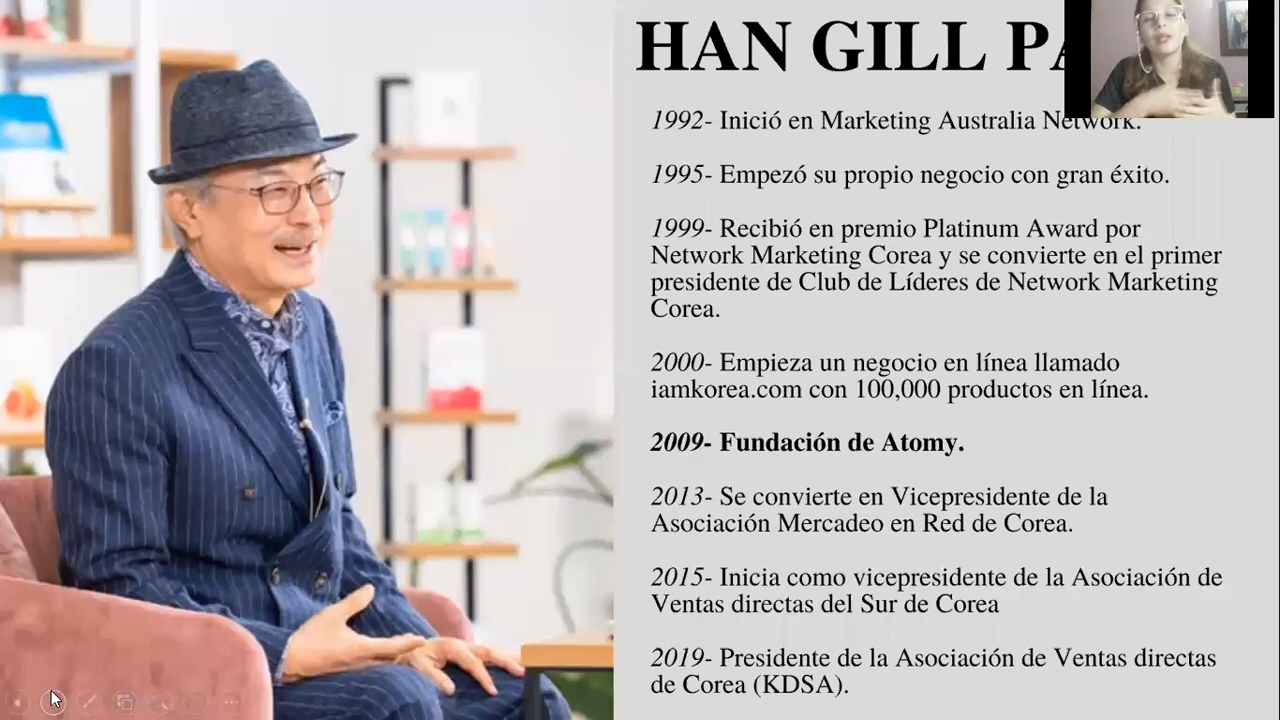 HAN GILL
1992- Inició en Marketing Australia Network.
1995- Empezó su propio negocio con gran éxito.
1999- Recibió en premio Platinum Award por
Network Marketing Corea y se convierte en el primer
presidente de Club de Líderes de Network Marketing
Corea.
2000- Empieza un negocio en línea llamado
iamkorea.com con 100,000 productos en línea.
2009- Fundación de Atomy.
2013- Se convierte en Vicepresidente de la
Asociación Mercadeo en Red de Corea.
2015- Inicia como vicepresidente de la Asociación de
Ventas directas del Sur de Corea
2019- Presidente de la Asociación de Ventas directas
de Corea (KDSA).